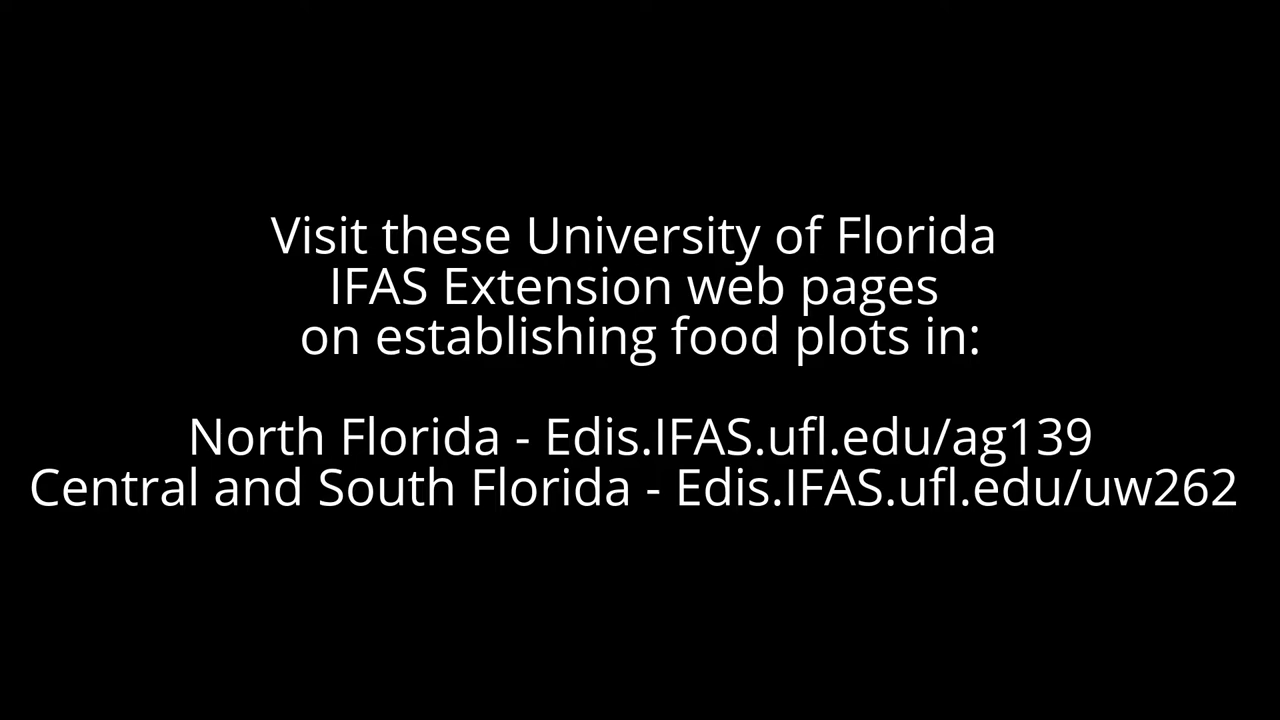 Visit these University of Florida
IFAS Extension web pages
on establishing food plots in:
North Florida - Edis.IFAS.ufl.edu/ag139
Central and South Florida - Edis.IFAS.ufl.edu/uw262